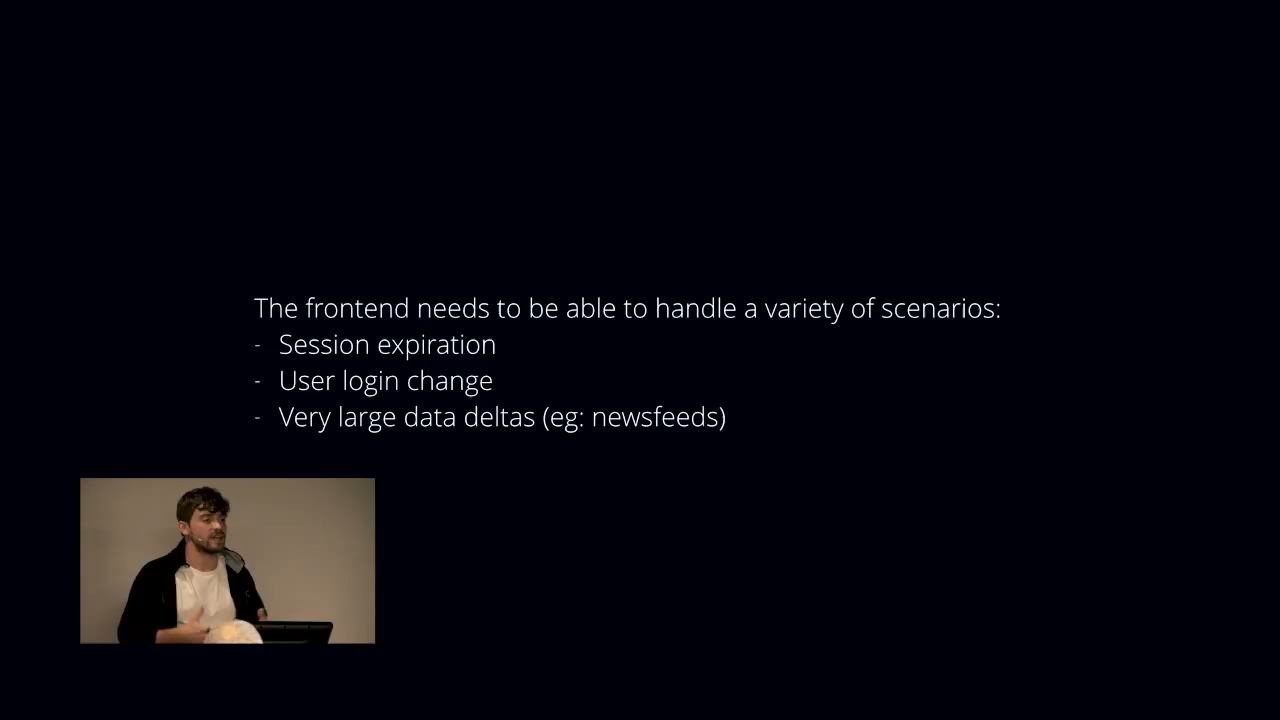 The frontend needs to be able to handle a variety of scenarios:
- Session expiration
- User login change
- Very large data deltas (eg: newsfeeds)